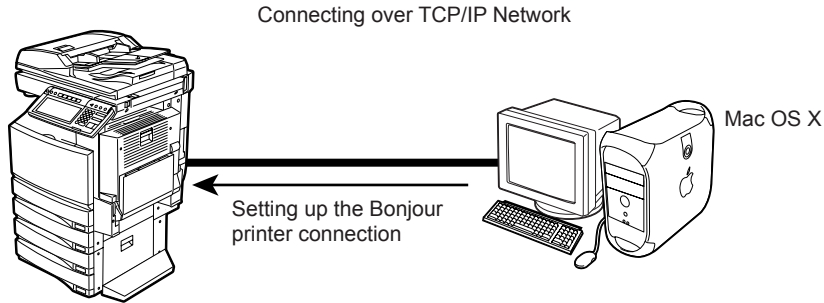 Connecting over TCP/IP Network
Mac OS X
Setting up the Bonjour
printer connection